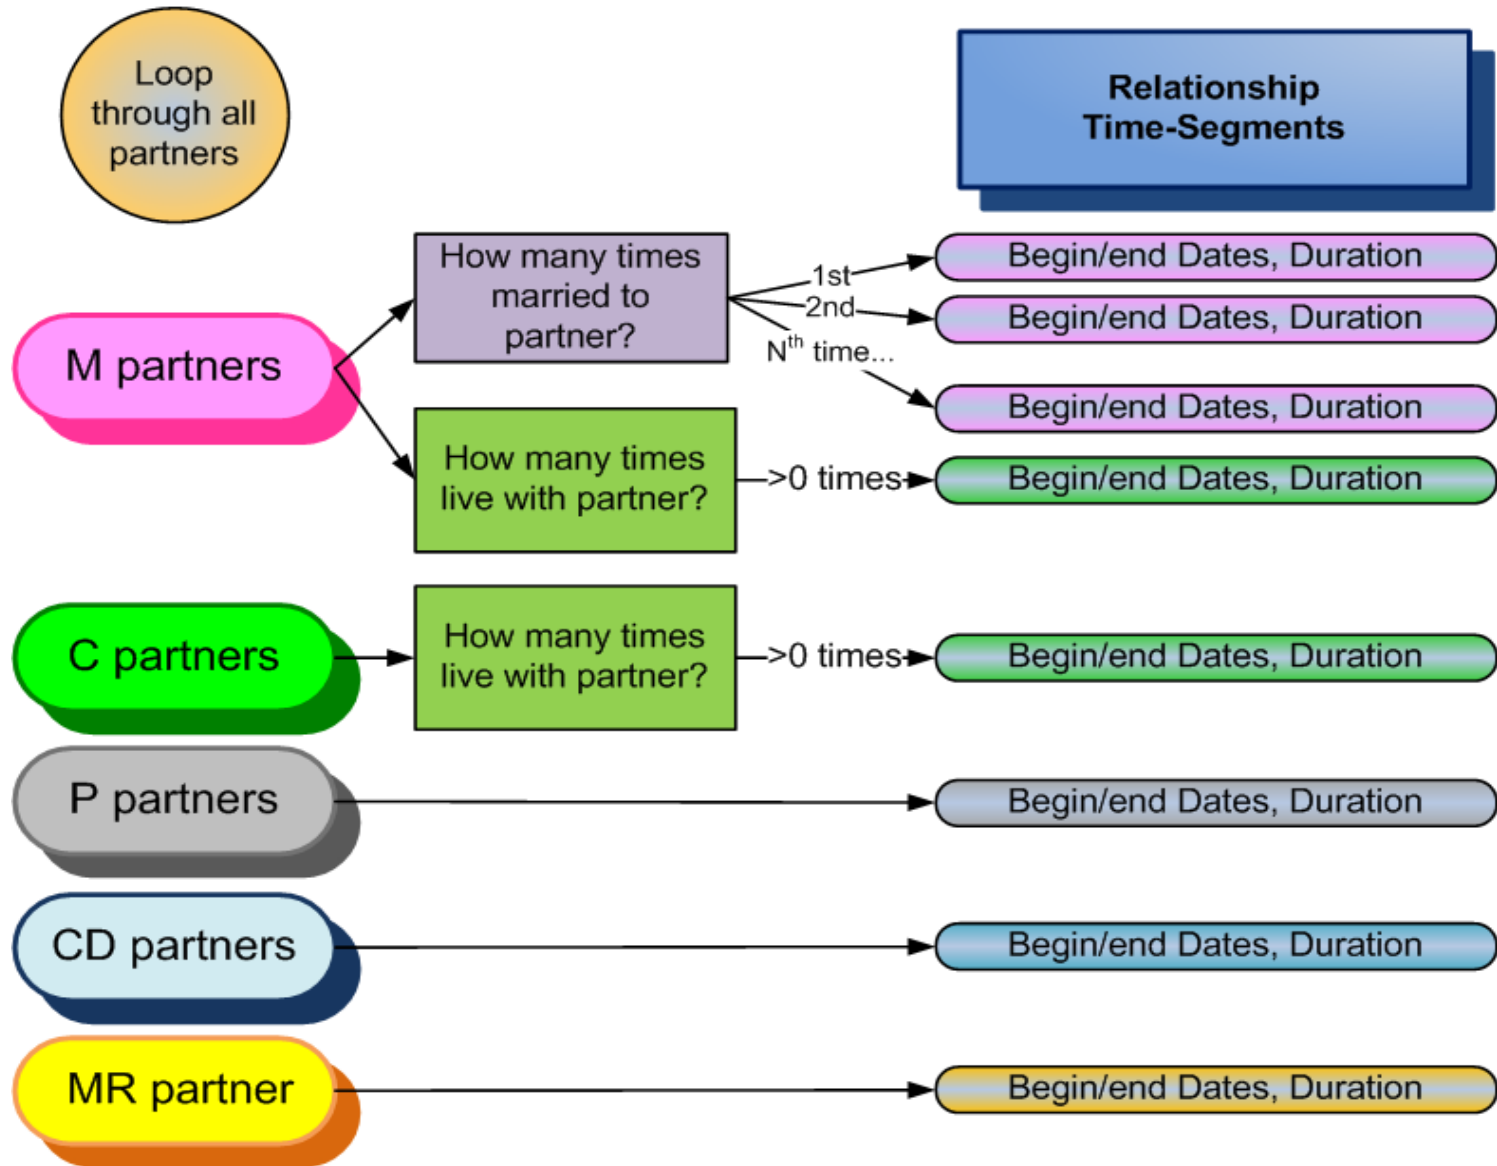 Loop
through all
partners
Relationship
Time-Segments
M partners
How many times
married to
partner?
1st
2nd
Nth time...
Begin/end Dates, Duration
Begin/end Dates, Duration
Begin/end Dates, Duration
How many times
live with partner?
>0 times
Begin/end Dates, Duration
C partners
How many times
live with partner?
>0 times
Begin/end Dates, Duration
P partners
Begin/end Dates, Duration
CD partners
Begin/end Dates, Duration
MR partner
Begin/end Dates, Duration